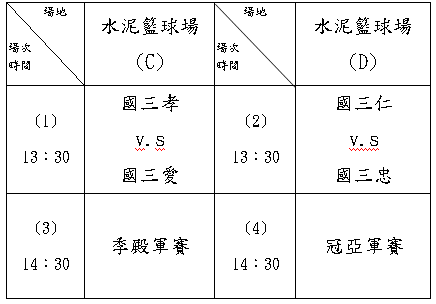 場地
場次
時間
水泥籃球場
(C)
場地
場次
時間
水泥籃球場
(D)
(1)
13：30
國三孝
V.S
國三愛
(2)
13：30
國三仁
V.S
國三忠
(3)
14：30
季殿軍賽
(4)
14：30
冠亞軍賽